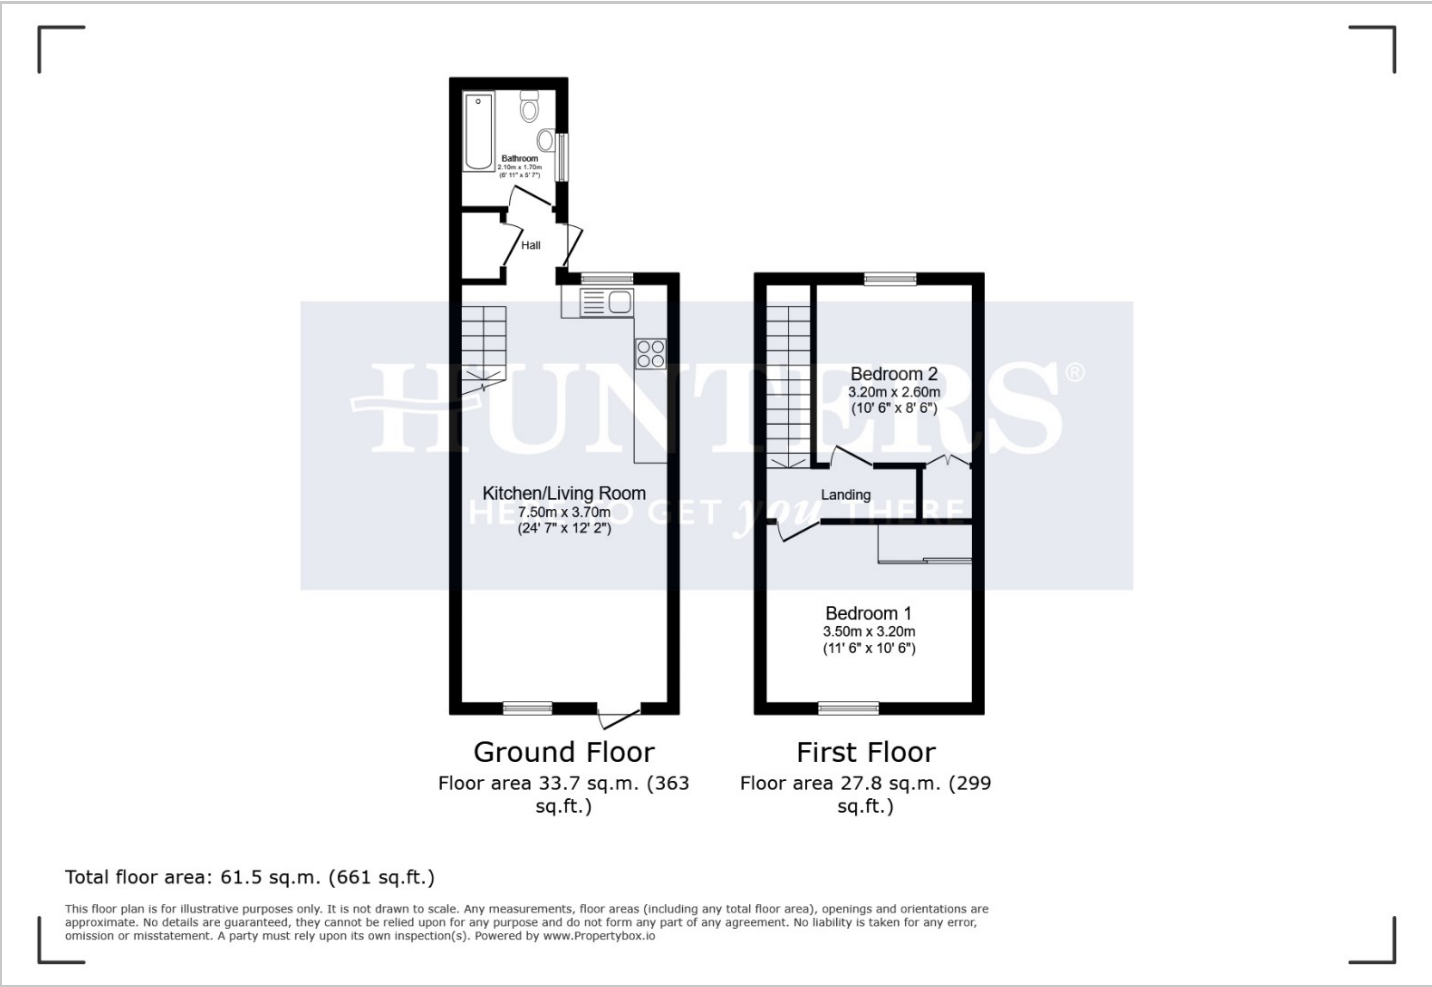 Bathroom
2.10m x 1.70m
(6' 11" x 5' 7")
Hall
HUNTERS®
HERE TO GET you THERE
Kitchen/Living Room
7.50m x 3.70m
(24' 7" x 12' 2")
Bedroom 2
3.20m x 2.60m
(10' 6" x 8' 6")
Landing
Bedroom 1
3.50m x 3.20m
(11' 6" x 10' 6")
Ground Floor
Floor area 33.7 sq.m. (363
sq.ft.)
First Floor
Floor area 27.8 sq.m. (299
sq.ft.)
Total floor area: 61.5 sq.m. (661 sq.ft.)
This floor plan is for illustrative purposes only. It is not drawn to scale. Any measurements, floor areas (including any total floor area), openings and orientations are
approximate. No details are guaranteed, they cannot be relied upon for any purpose and do not form any part of any agreement. No liability is taken for any error,
omission or misstatement. A party must rely upon its own inspection(s). Powered by www.Propertybox.io